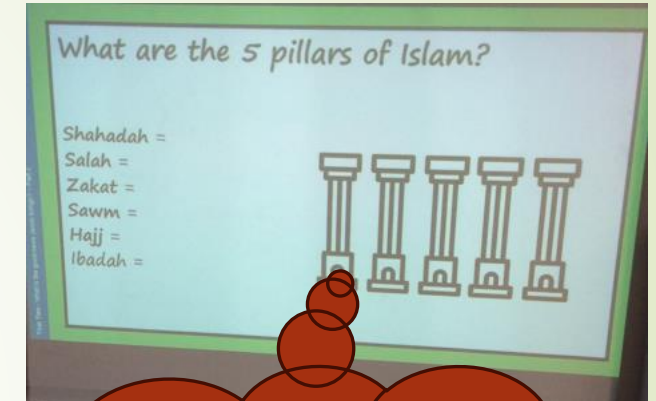 What are the 5 pillars of Islam?
Shahadah =
Salah =
Zakat =
Sawm =
Hajj =
Ibadah =